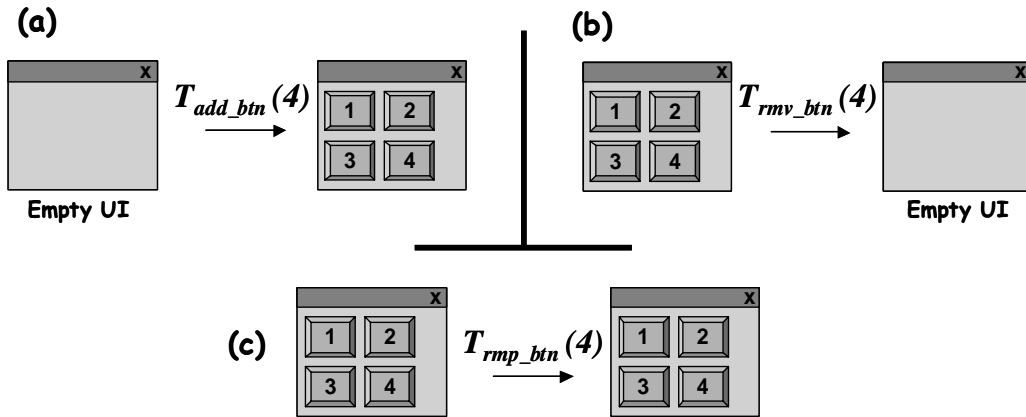 (a)
x
T_add_btn(4)
x
1 2
3 4
Empty UI
(b)
x
1 2
3 4
T_rmv_btn(4)
x
Empty UI
(c)
x
1 2
3 4
T_rmp_btn(4)
x
1 2
3 4